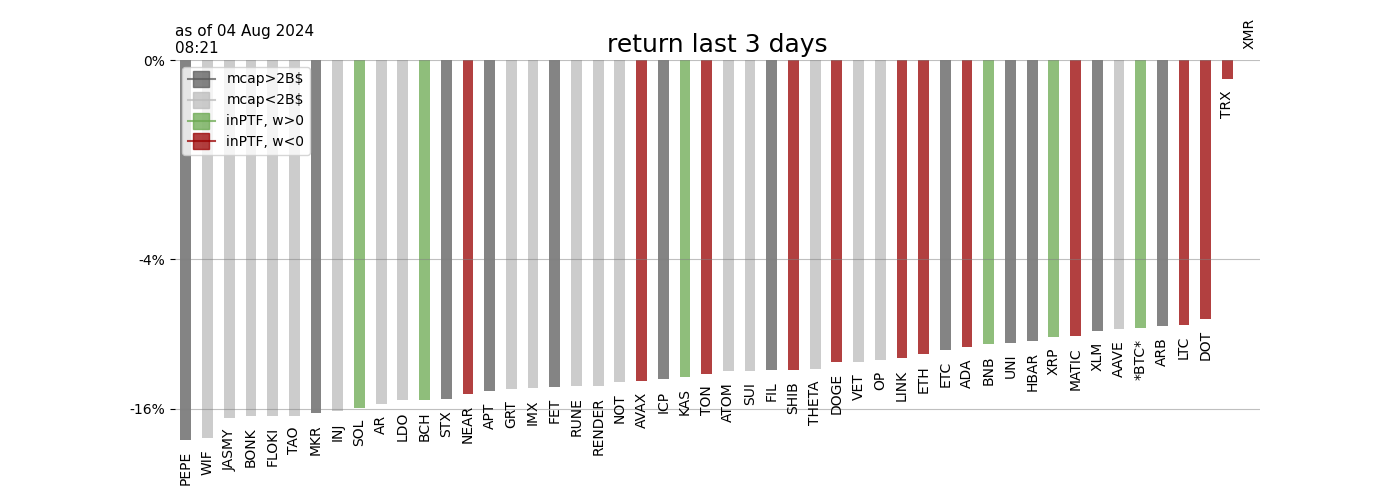 as of 04 Aug 2024
08:21
return last 3 days
XMR
0%
mcap>2B$
mcap<2B$
inPTF, w>0
inPTF, w<0
TRX
-4%
-16%
PEPE
WIF
JASMY
BONK
FLOKI
TAO
MKR
INJ
SOL
AR
LDO
BCH
STX
NEAR
APT
GRT
IMX
FET
RUNE
RENDER
NOT
AVAX
ICP
KAS
TON
ATOM
SUI
FIL
SHIB
THETA
DOGE
VET
OP
LINK
ETH
ETC
ADA
BNB
UNI
HBAR
XRP
MATIC
XLM
AAVE
*BTC*
ARB
LTC
DOT